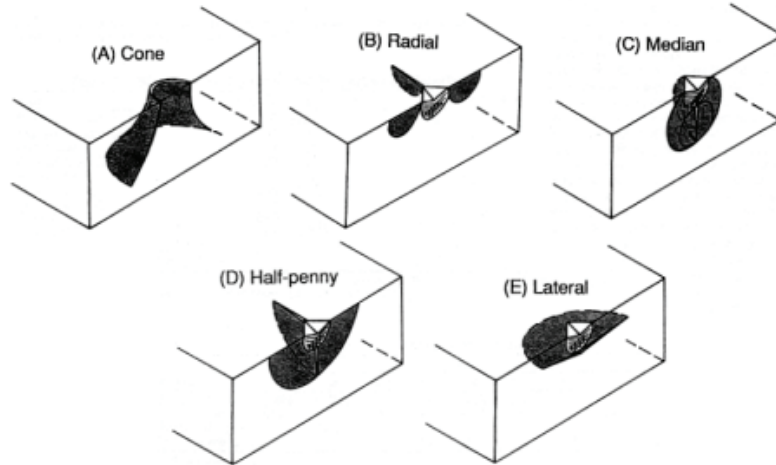 (A) Cone
(B) Radial
(C) Median
(D) Half-penny
(E) Lateral